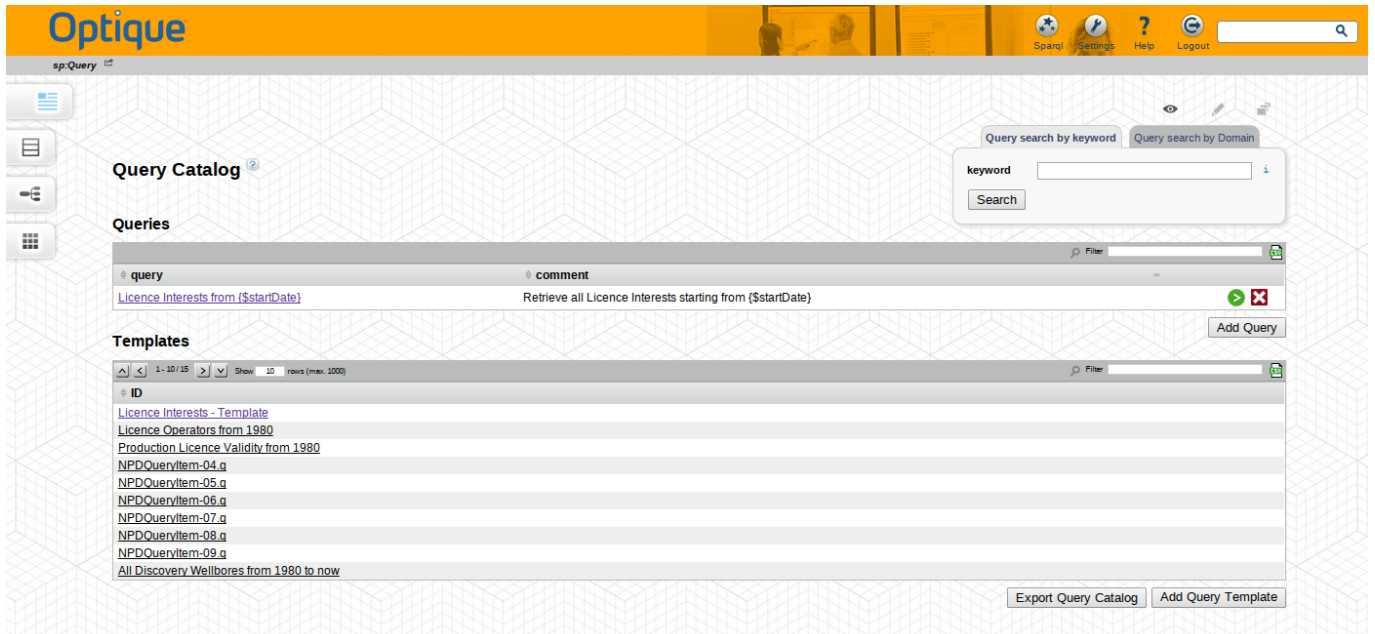 Optique
Sparql Settings Help Logout
sp:Query
Query search by keyword Query search by Domain
Query Catalog ?
keyword i
Search
Queries
Filter
query comment
Licence Interests from {$startDate} Retrieve all Licence Interests starting from {$startDate}
Add Query
Templates
1 - 10 / 15 Show 10 rows (max. 1000) Filter
ID
Licence Interests - Template
Licence Operators from 1980
Production Licence Validity from 1980
NPDQueryItem-04.q
NPDQueryItem-05.q
NPDQueryItem-06.q
NPDQueryItem-07.q
NPDQueryItem-08.q
NPDQueryItem-09.q
All Discovery Wellbores from 1980 to now
Export Query Catalog Add Query Template